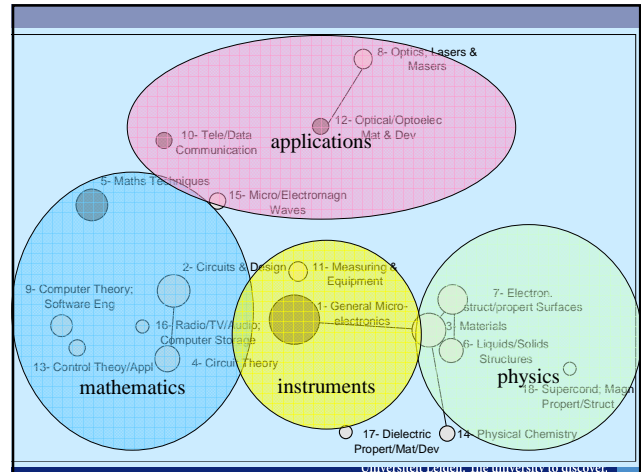 8- Optics; Lasers &
Masers
12- Optical/Optoelec
Mat & Dev
10- Tele/Data
Communication
applications
5- Maths Techniques
15- Micro/Electromagn
Waves
2- Circuits & Design
11- Measuring &
Equipment
9- Computer Theory;
Software Eng
7- Electron.
struct/propert Surfaces
1- General Micro-
electronics
3- Materials
16- Radio/TV/Audio;
Computer Storage
6- Liquids/Solids
Structures
13- Control Theoy/Appl
4- Circuit Theory
mathematics
instruments
physics
18- Supercond; Magn
Propert/Struct
17- Dielectric
Propert/Mat/Dev
14- Physical Chemistry
Universiteit Leiden. The university to discover.